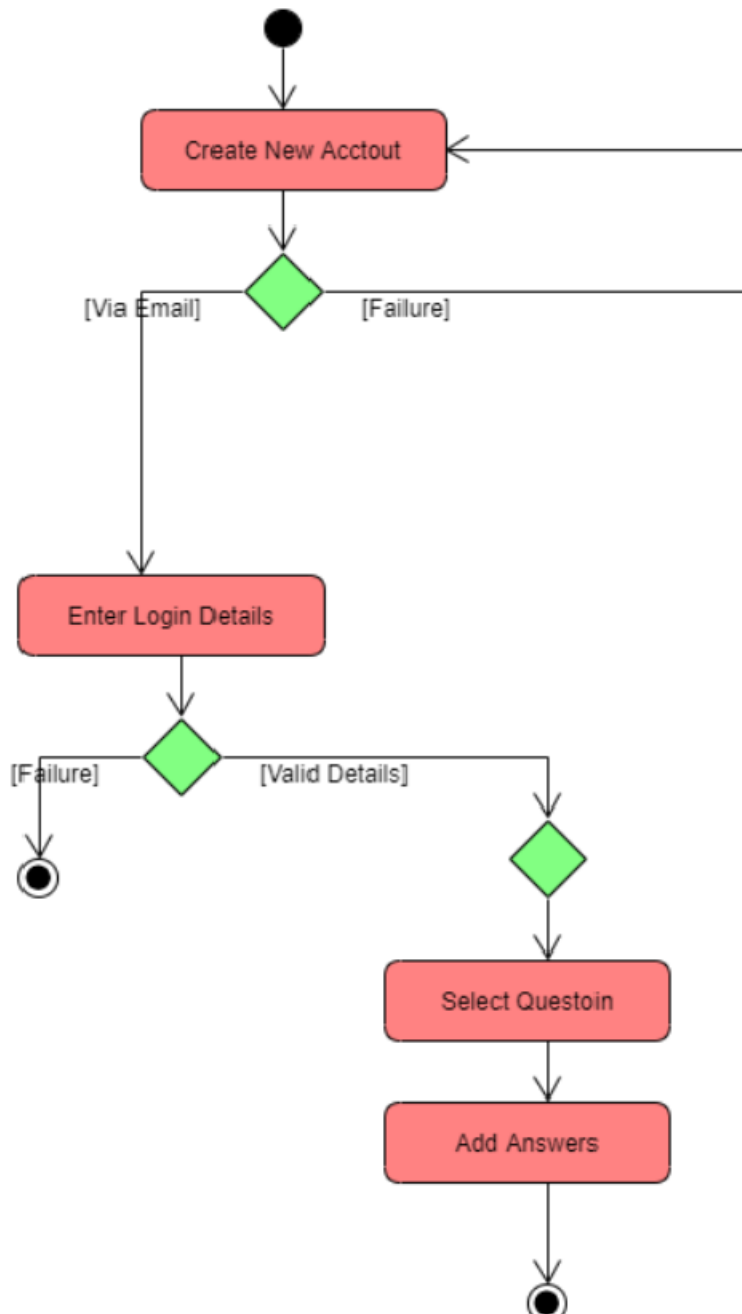 Create New Acctout
[Via Email]
[Failure]
Enter Login Details
[Failure]
[Valid Details]
Select Questoin
Add Answers